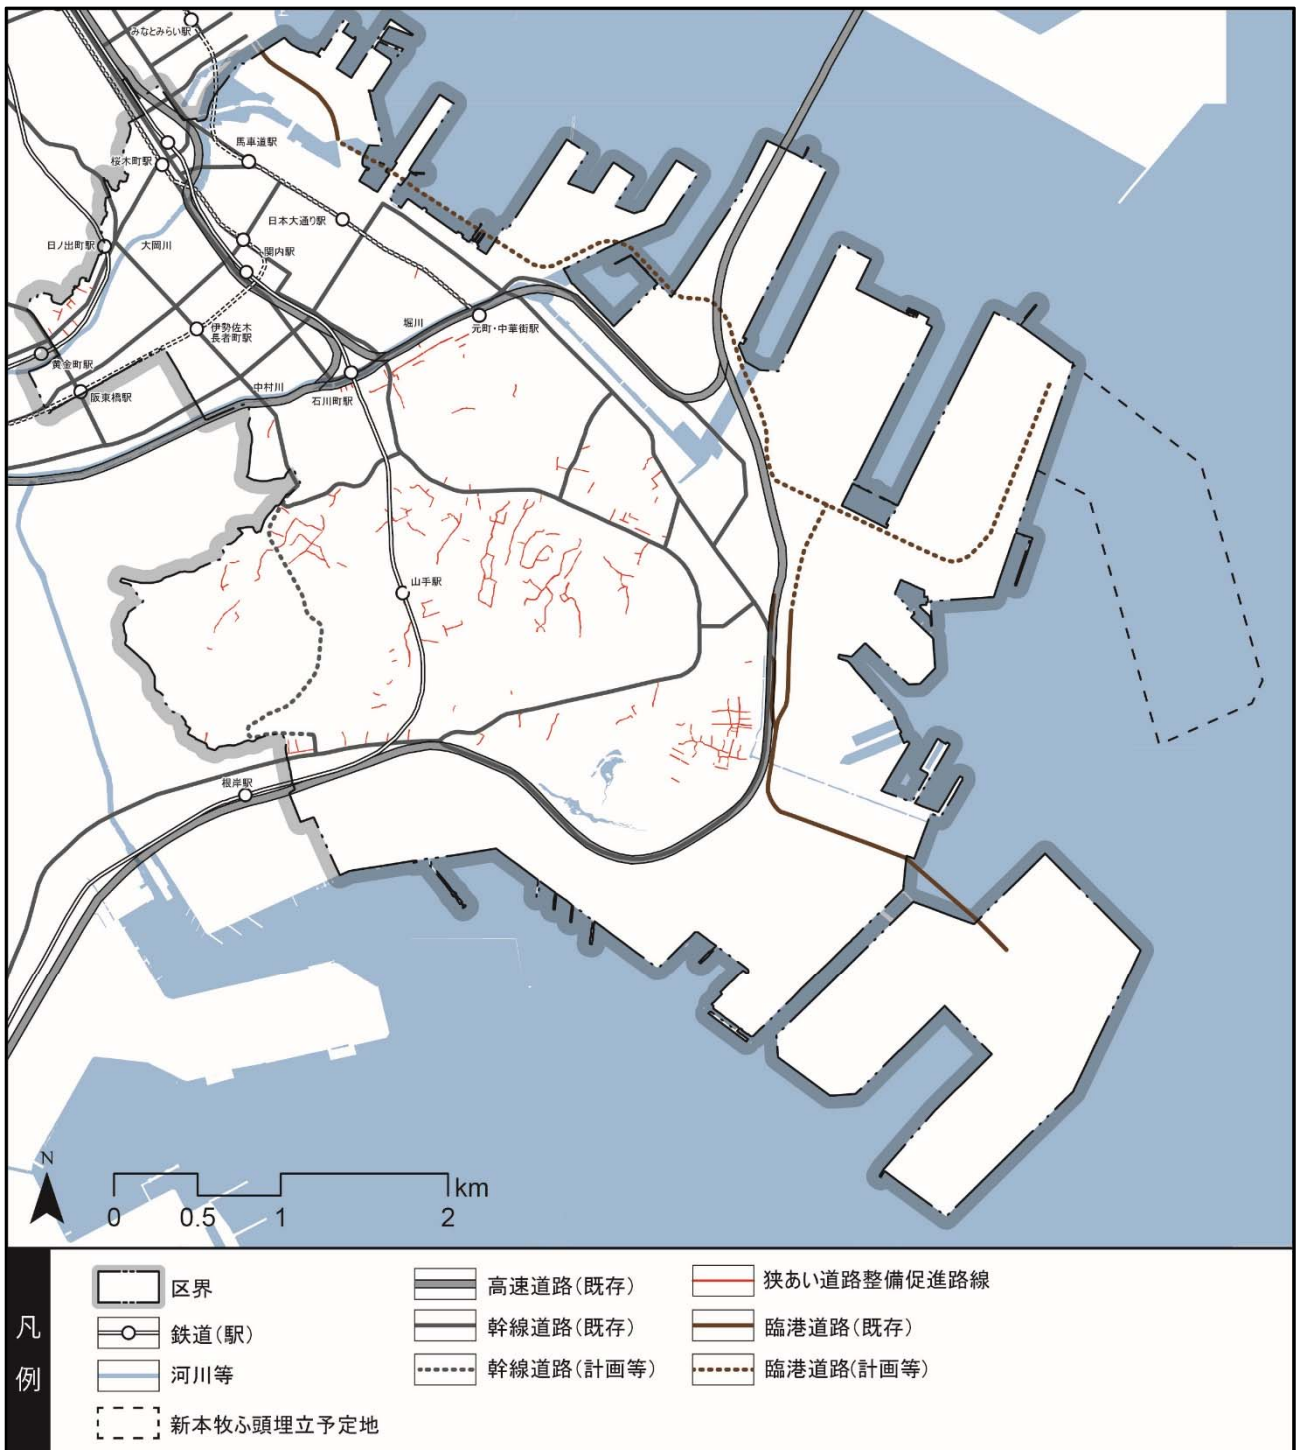 みなとみらい駅
馬車道駅
桜木町駅
日本大通り駅
日ノ出町駅
大岡川
関内駅
伊勢佐木
長者町駅
堀川
元町・中華街駅
黄金町駅
中村川
阪東橋駅
石川町駅
山手駅
根岸駅
N
km
0
0.5
1
2
凡
例
区界
鉄道(駅)
河川等
新本牧ふ頭埋立予定地
高速道路(既存)
幹線道路(既存)
幹線道路(計画等)
狭あい道路整備促進路線
臨港道路(既存)
臨港道路(計画等)